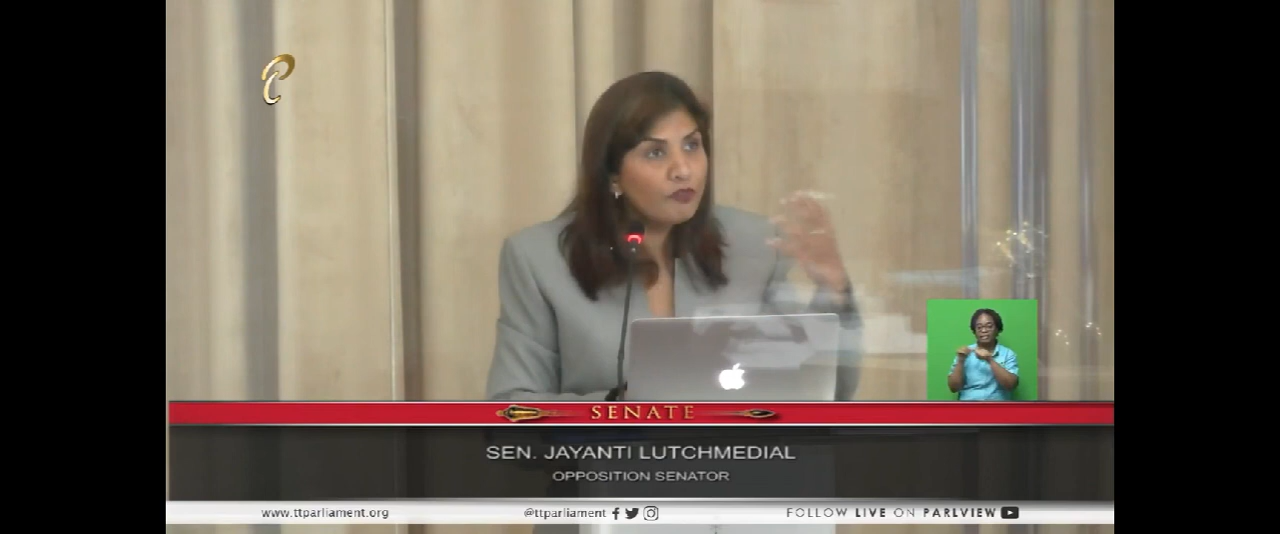 SENATE
SEN. JAYANTI LUTCHMEDIAL
OPPOSITION SENATOR
www.ttparliament.org @ttparliament FOLLOW LIVE ON PARLVIEW